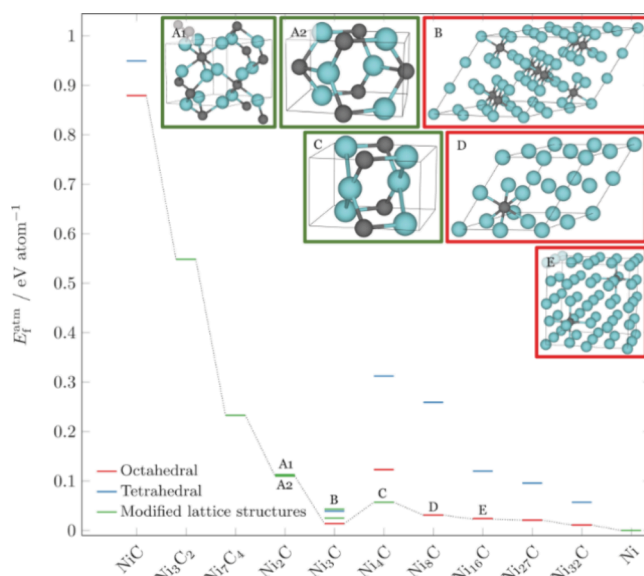 A1
A2
B
C
D
E
1
0.9
0.8
0.7
0.6
0.5
0.4
0.3
0.2
0.1
0
E_f^atm / eV atom⁻¹
Octahedral
Tetrahedral
Modified lattice structures
A1
A2
B
C
D
E
NiC
Ni₃C₂
Ni₇C₄
Ni₂C
Ni₃C
Ni₄C
Ni₈C
Ni₁₆C
Ni₂₇C
Ni₃₂C
Ni